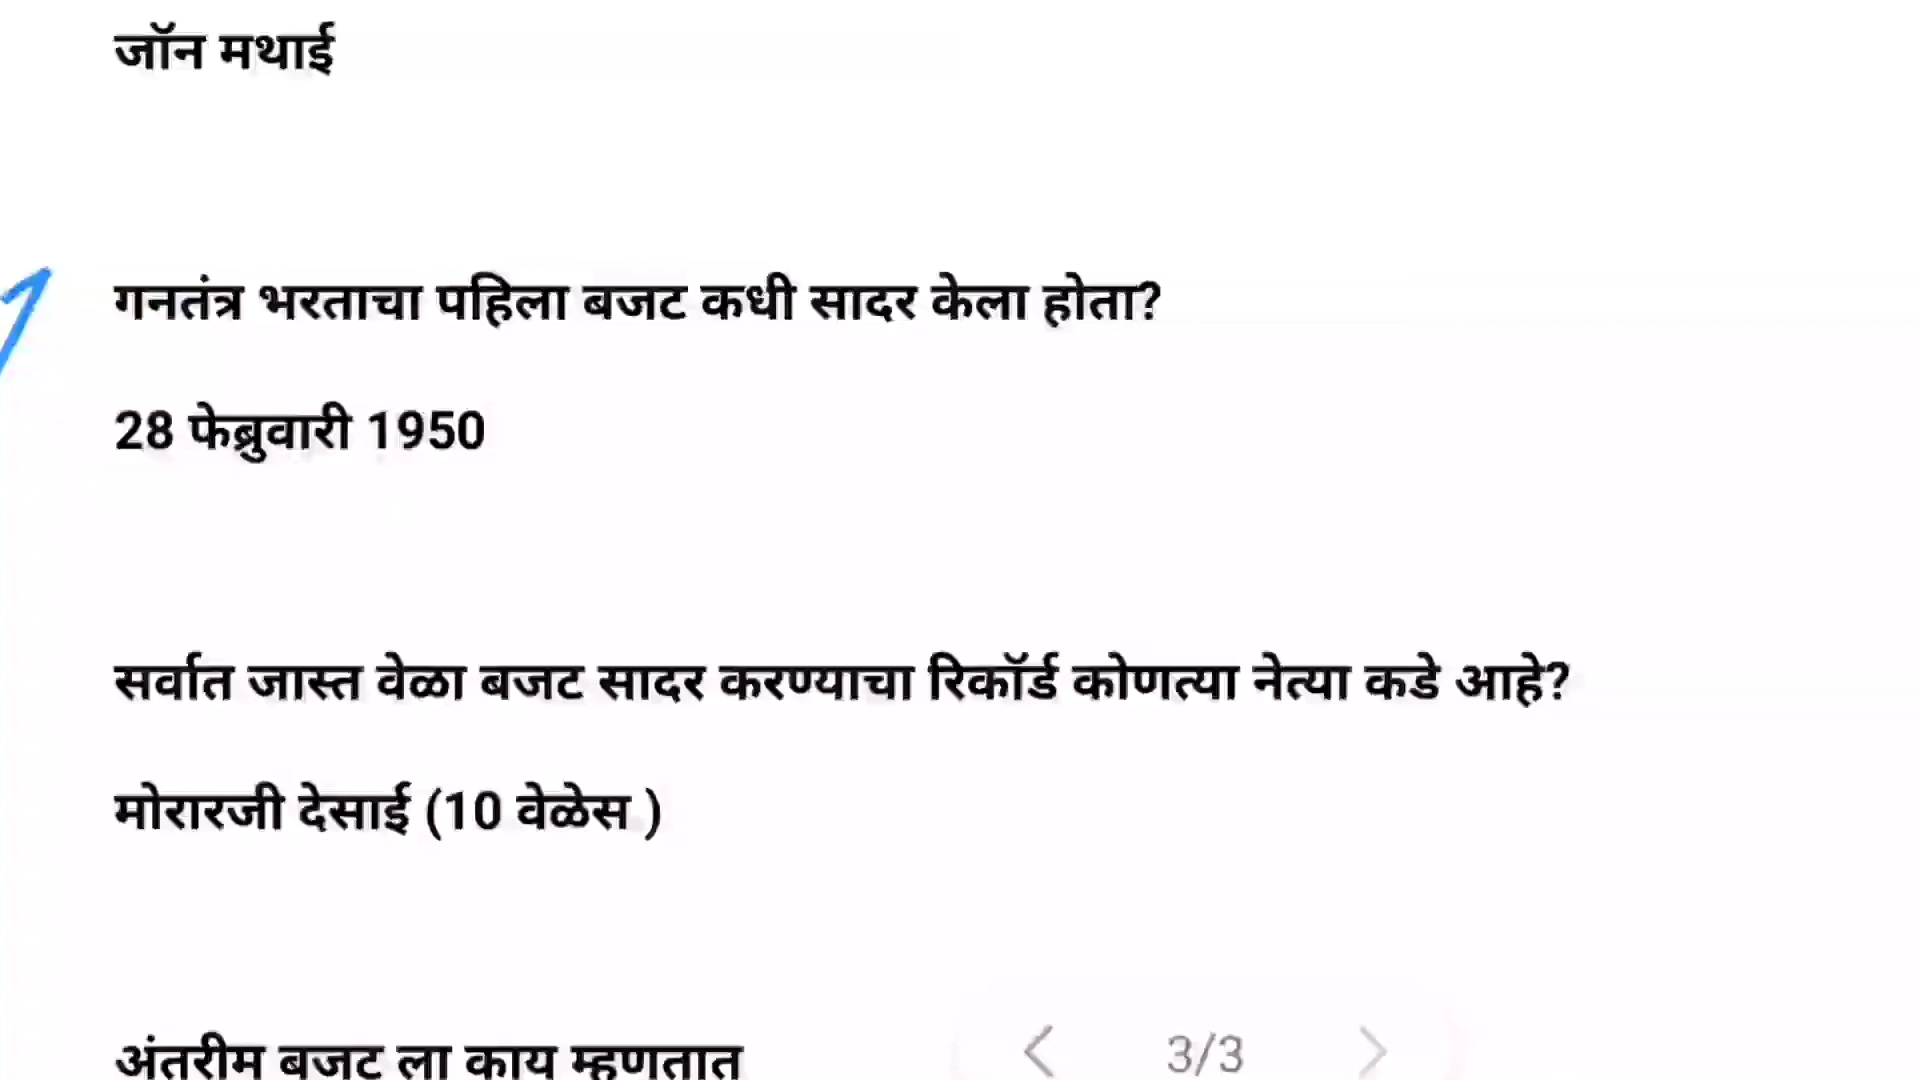 जॉन मथाई
गनतंत्र भरताचा पहिला बजट कधी सादर केला होता?
28 फेब्रुवारी 1950
सर्वात जास्त वेळा बजट सादर करण्याचा रिकॉर्ड कोणत्या नेत्या कडे आहे?
मोरारजी देसाई (10 वेळेस )
अंतरीम बजट ला काय म्हणतात
3/3